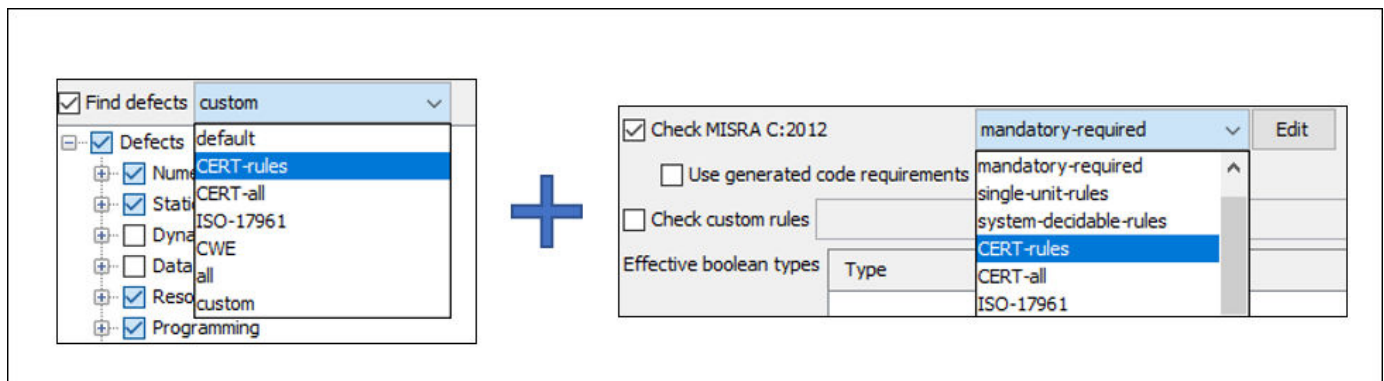 Find defects custom
Defects
default
CERT-rules
CERT-all
ISO-17961
CWE
all
custom
Programming
Check MISRA C:2012 mandatory-required Edit
Use generated code requirements
Check custom rules
Effective boolean types Type
mandatory-required
single-unit-rules
system-decidable-rules
CERT-rules
CERT-all
ISO-17961